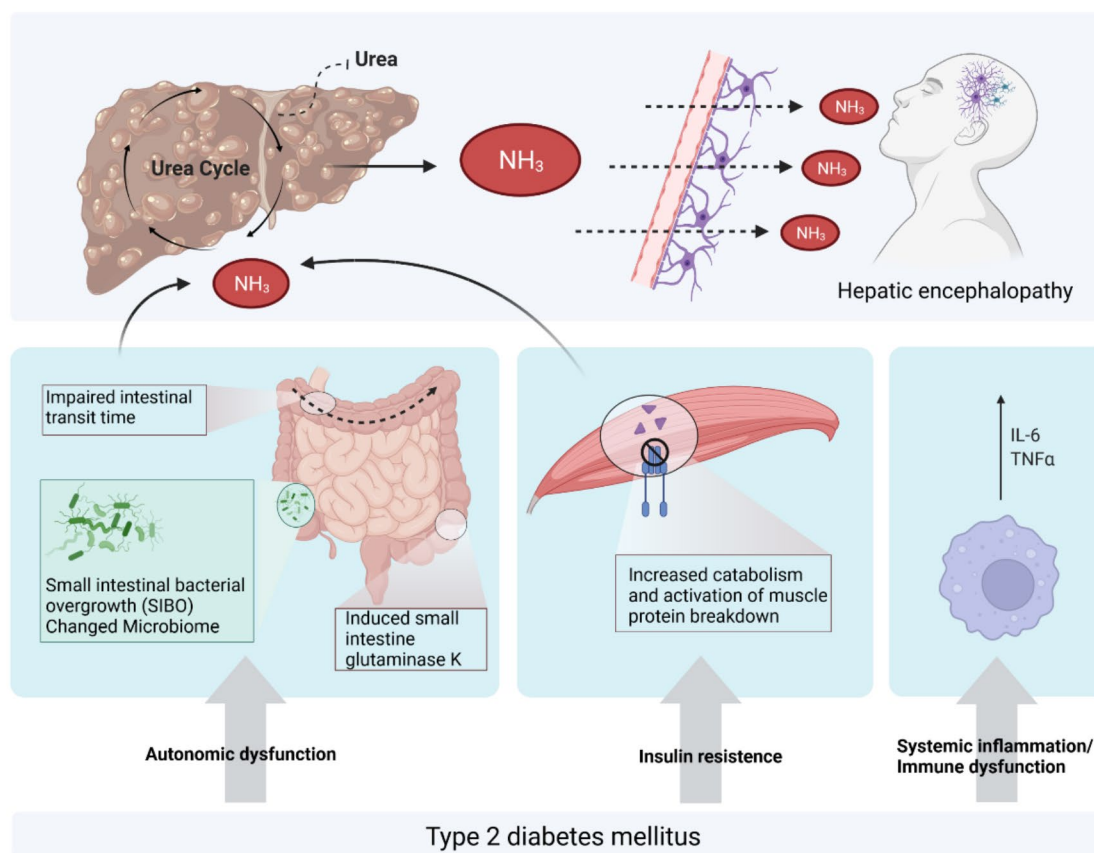 Urea
Urea Cycle
NH₃
NH₃
NH₃
NH₃
NH₃
Hepatic encephalopathy
Impaired intestinal
transit time
Small intestinal bacterial
overgrowth (SIBO)
Changed Microbiome
Induced small
intestine
glutaminase K
Increased catabolism
and activation of muscle
protein breakdown
IL-6
TNFα
Autonomic dysfunction
Insulin resistence
Systemic inflammation/
Immune dysfunction
Type 2 diabetes mellitus